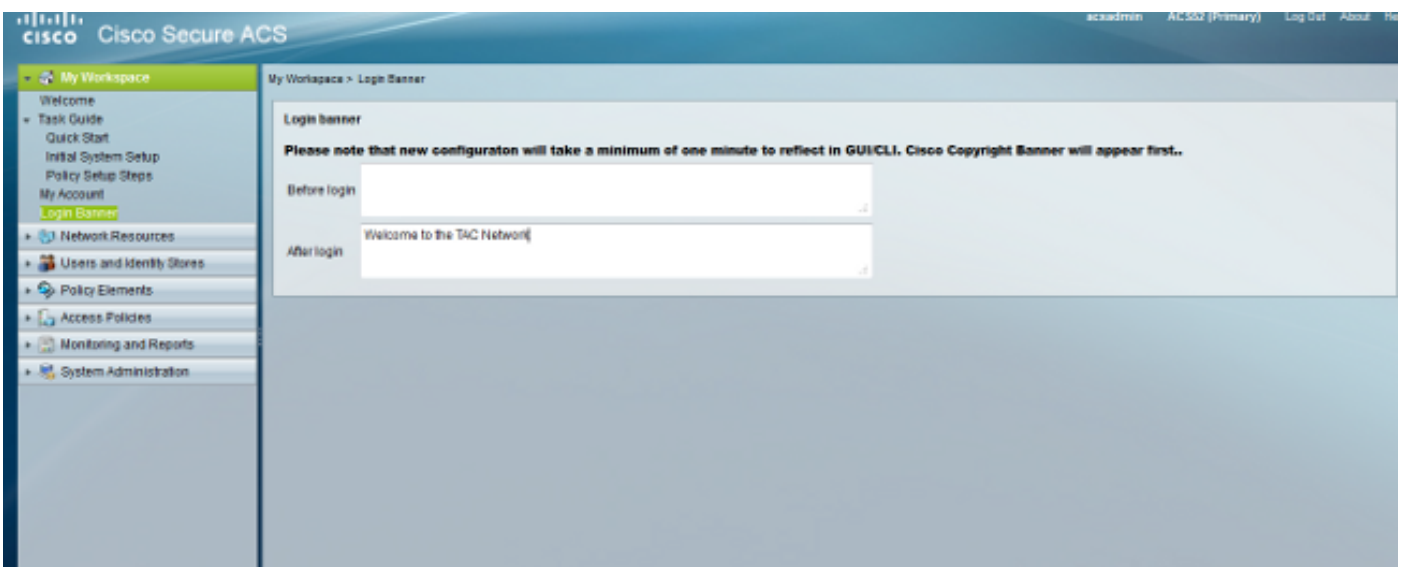 CISCO Cisco Secure ACS
acsadmin ACS52 (Primary) Log Out About He
My Workspace
Welcome
Task Guide
Quick Start
Initial System Setup
Policy Setup Steps
My Account
Login Banner
Network Resources
Users and Identity Stores
Policy Elements
Access Policies
Monitoring and Reports
System Administration
My Workspace > Login Banner
Login banner
Please note that new configuraton will take a minimum of one minute to reflect in GUI/CLI. Cisco Copyright Banner will appear first..
Before login
After login
Welcome to the TAC Network